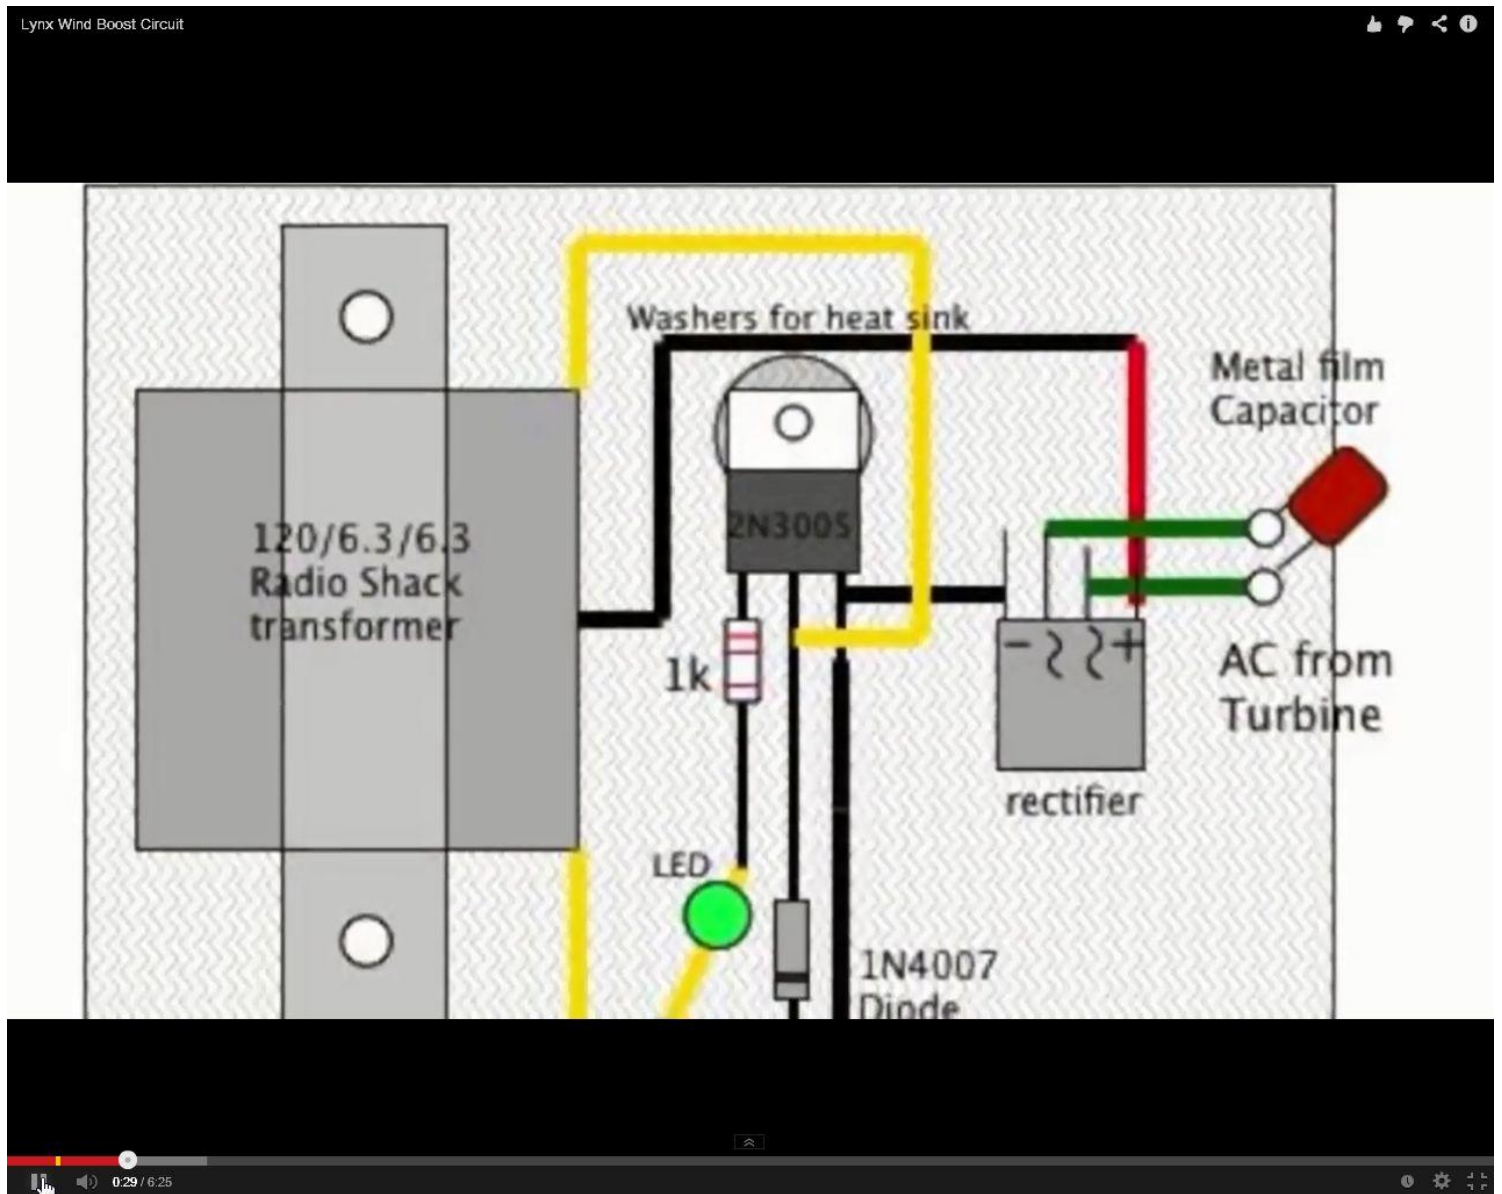 Lynx Wind Boost Circuit
Washers for heat sink
Metal film
Capacitor
120/6.3/6.3
Radio Shack
transformer
2N3005
1k
- +
AC from
Turbine
rectifier
LED
1N4007
Diode
0:29 / 6:25